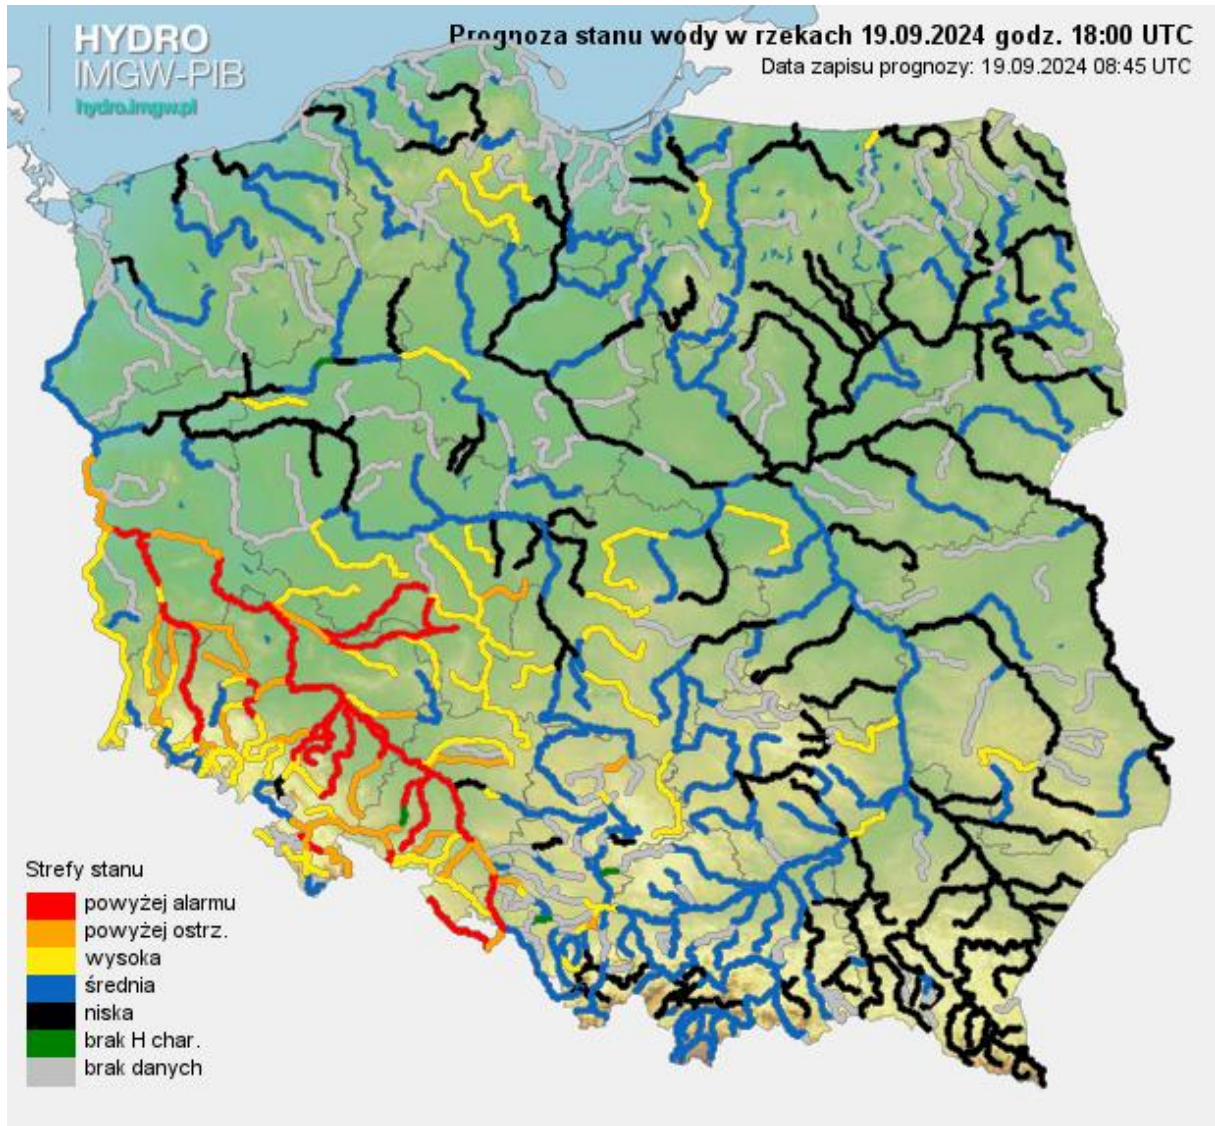 HYDRO
IMGW-PIB
hydro.imgw.pl
Prognoza stanu wody w rzekach 19.09.2024 godz. 18:00 UTC
Data zapisu prognozy: 19.09.2024 08:45 UTC
Strefy stanu
powyżej alarmu
powyżej ostrz.
wysoka
średnia
niska
brak H char.
brak danych